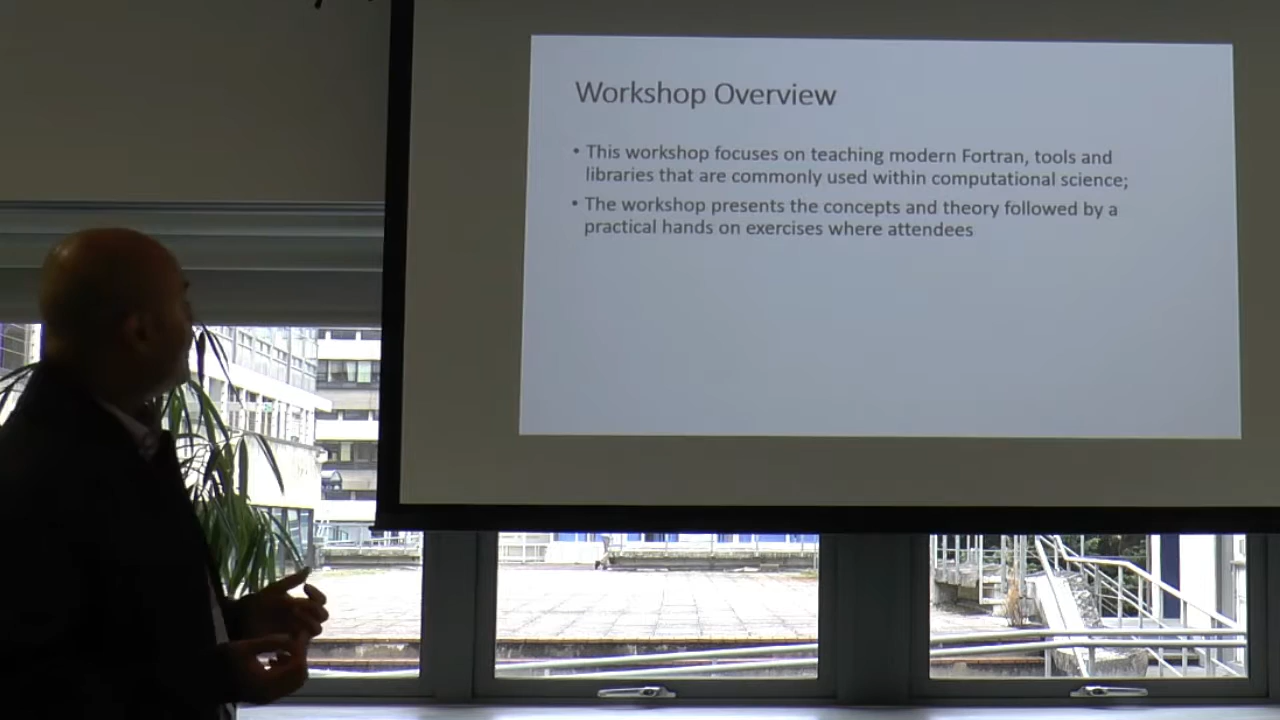 Workshop Overview
• This workshop focuses on teaching modern Fortran, tools and
libraries that are commonly used within computational science;
• The workshop presents the concepts and theory followed by a
practical hands on exercises where attendees